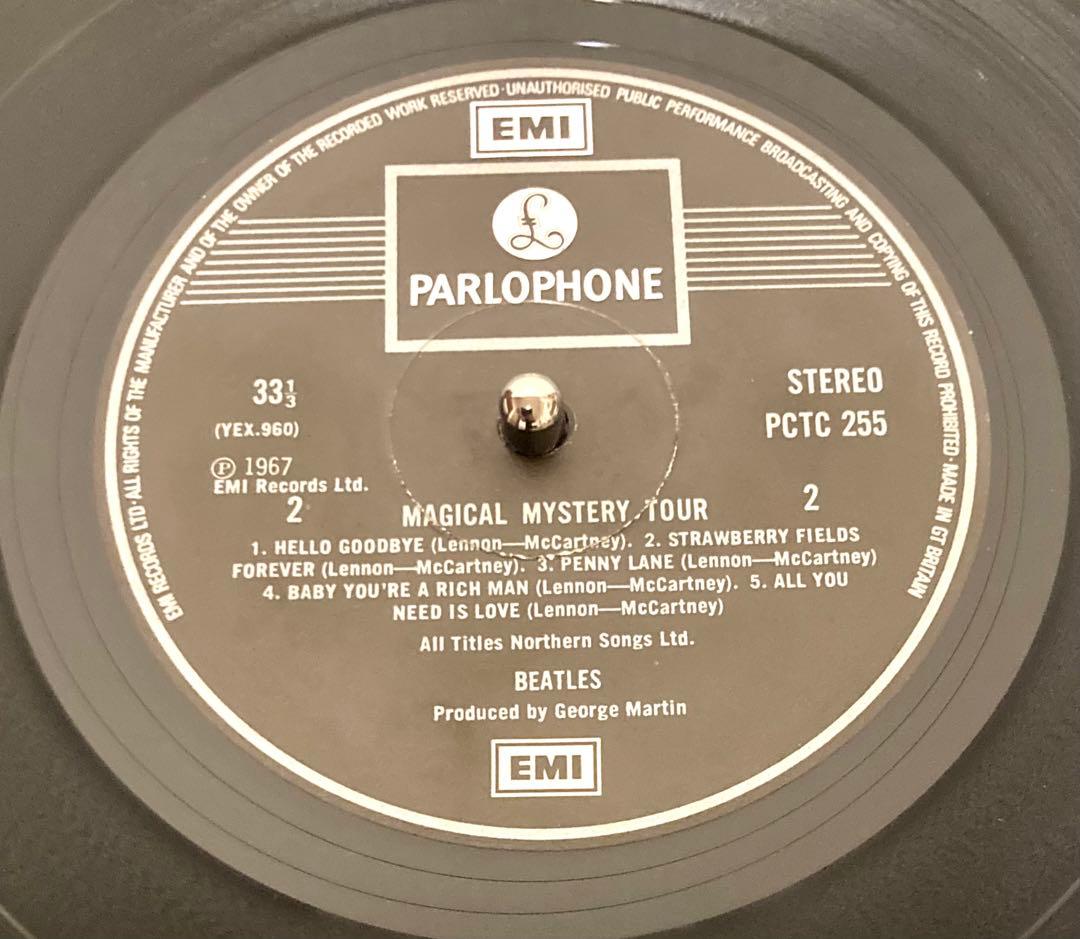 EMI RECORDS LTD·ALL RIGHTS OF THE MANUFACTURER AND OF THE OWNER OF THE RECORDED WORK RESERVED·UNAUTHORISED PUBLIC PERFORMANCE BROADCASTING AND COPYING OF THIS RECORD PROHIBITED·MADE IN GT BRITAIN
EMI
£
PARLOPHONE
33⅓
STEREO
(YEX.960)
PCTC 255
Ⓟ 1967
EMI Records Ltd.
2
2
MAGICAL MYSTERY TOUR
1. HELLO GOODBYE (Lennon—McCartney). 2. STRAWBERRY FIELDS
FOREVER (Lennon—McCartney). 3. PENNY LANE (Lennon—McCartney)
4. BABY YOU'RE A RICH MAN (Lennon—McCartney). 5. ALL YOU
NEED IS LOVE (Lennon—McCartney)
All Titles Northern Songs Ltd.
BEATLES
Produced by George Martin
EMI